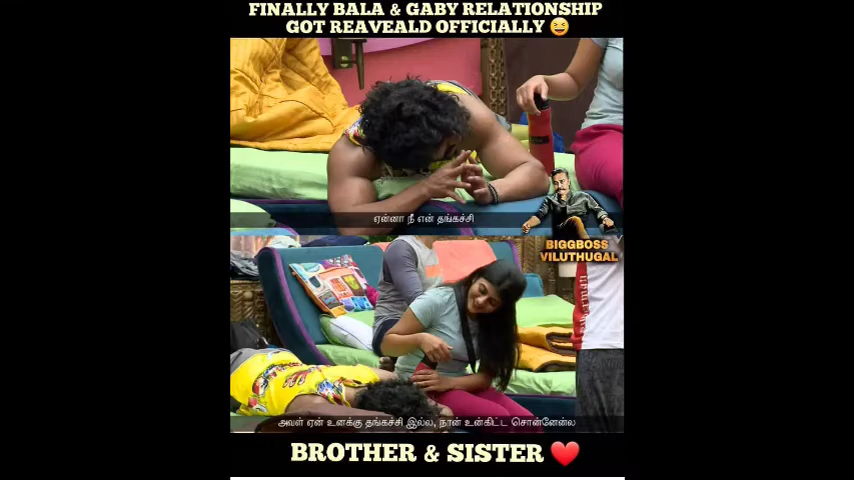 FINALLY BALA & GABY RELATIONSHIP
GOT REAVEALD OFFICIALLY 😆
ஏன்னா நீ என் தங்கச்சி
BIGGBOSS
VILUTHUGAL
அவள் ஏன் உனக்கு தங்கச்சி இல்ல, நான் உன்கிட்ட சொன்னேன்ல
BROTHER & SISTER ❤️